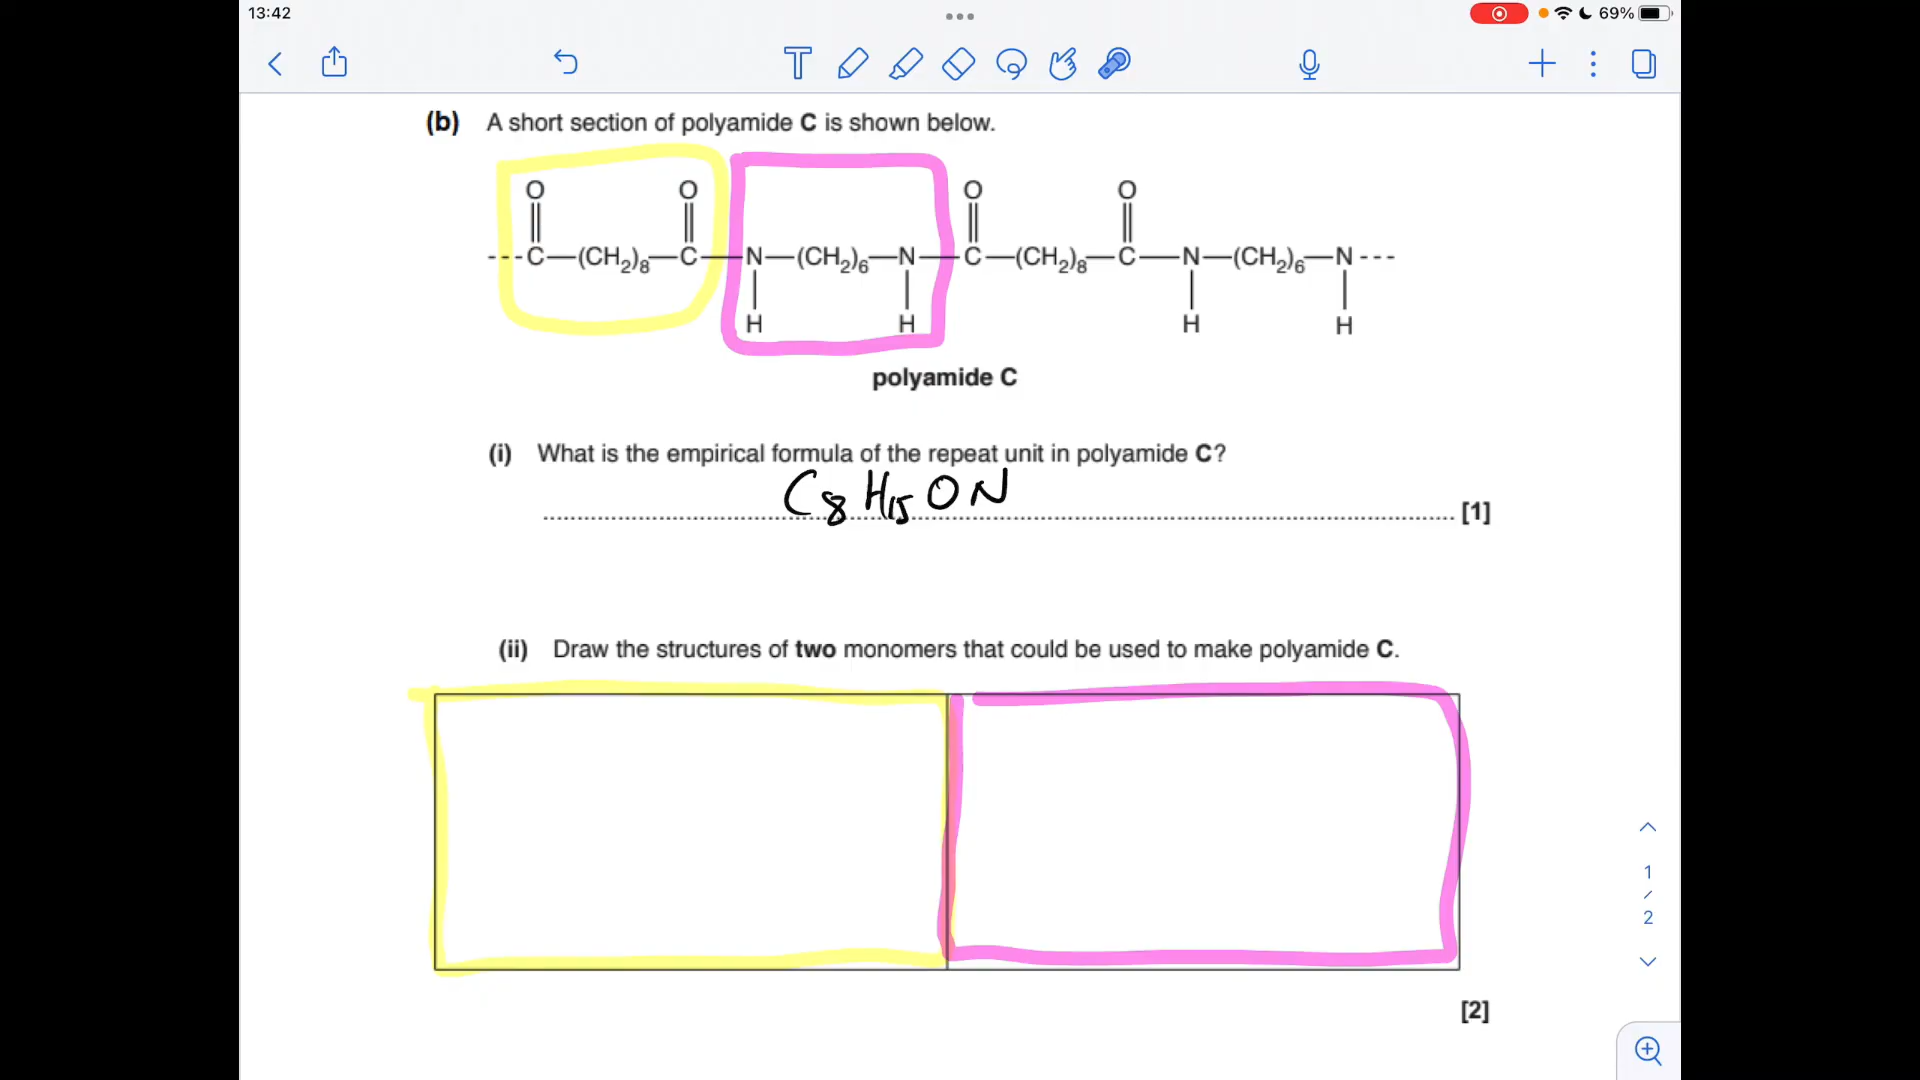 13:42
69%
(b) A short section of polyamide C is shown below.
O O O O
---C—(CH₂)₈—C—N—(CH₂)₆—N—C—(CH₂)₈—C—N—(CH₂)₆—N---
H H H H
polyamide C
(i) What is the empirical formula of the repeat unit in polyamide C?
C₈H₁₅ON
[1]
(ii) Draw the structures of two monomers that could be used to make polyamide C.
1
/
2
[2]